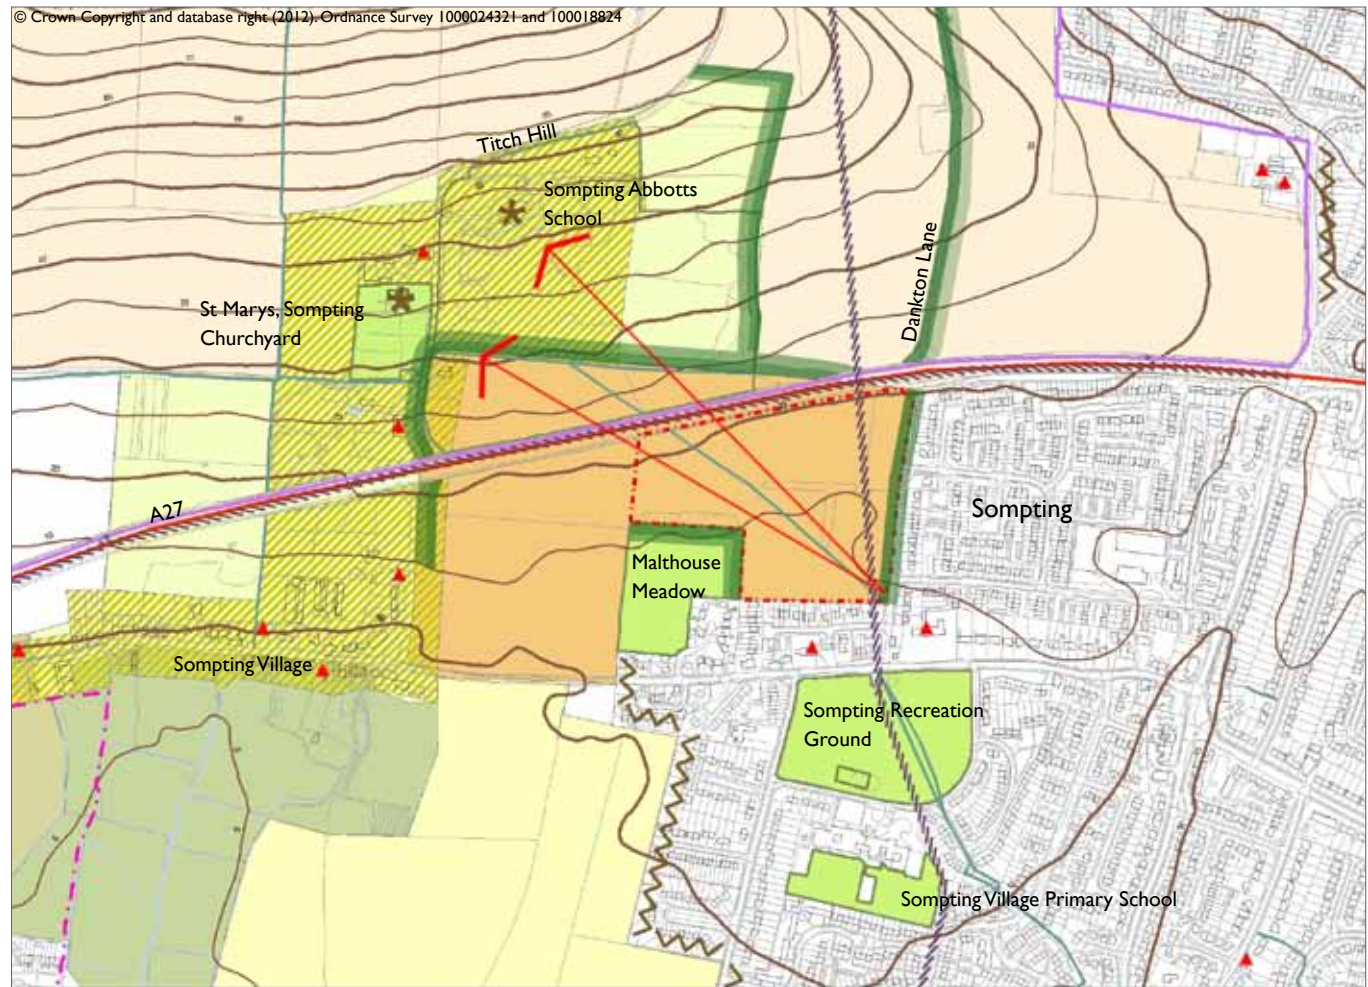 © Crown Copyright and database right (2012). Ordnance Survey 1000024321 and 100018824
Titch Hill
Sompting Abbotts
School
Dankton Lane
St Marys, Sompting
Churchyard
A27
Sompting
Malthouse
Meadow
Sompting Village
Sompting Recreation
Ground
Sompting Village Primary School